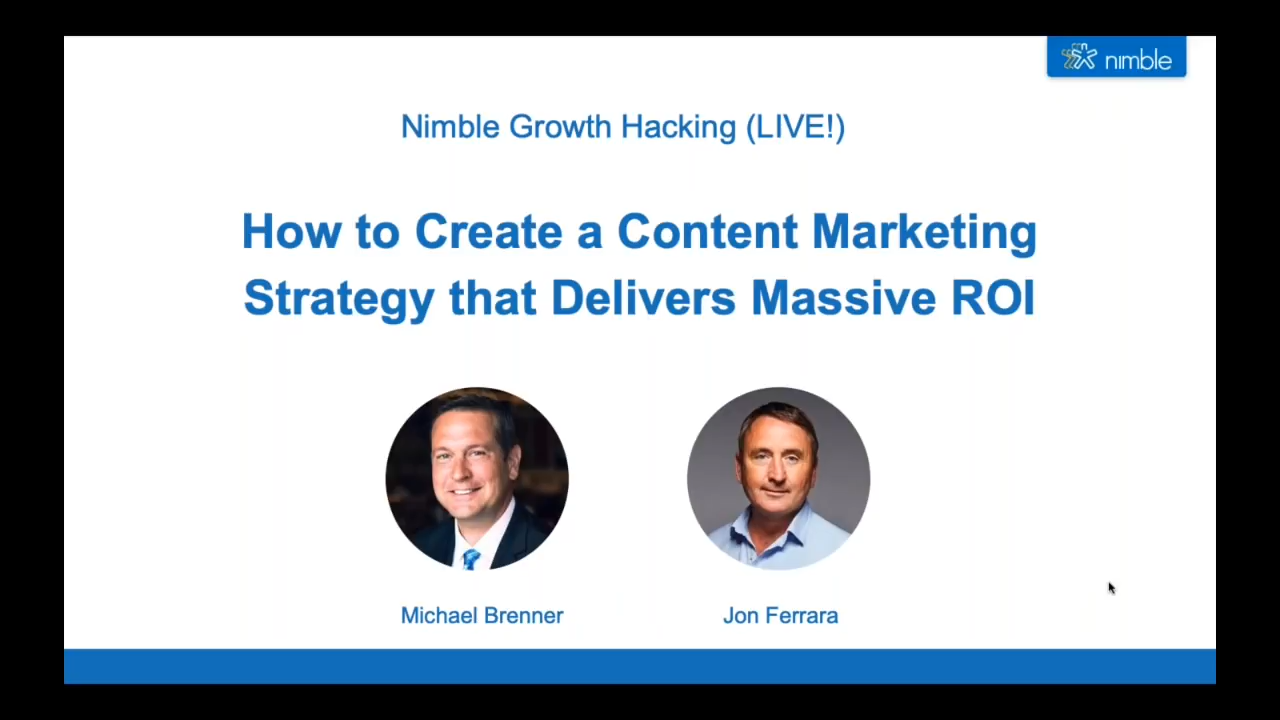 nimble
Nimble Growth Hacking (LIVE!)
How to Create a Content Marketing
Strategy that Delivers Massive ROI
Michael Brenner
Jon Ferrara